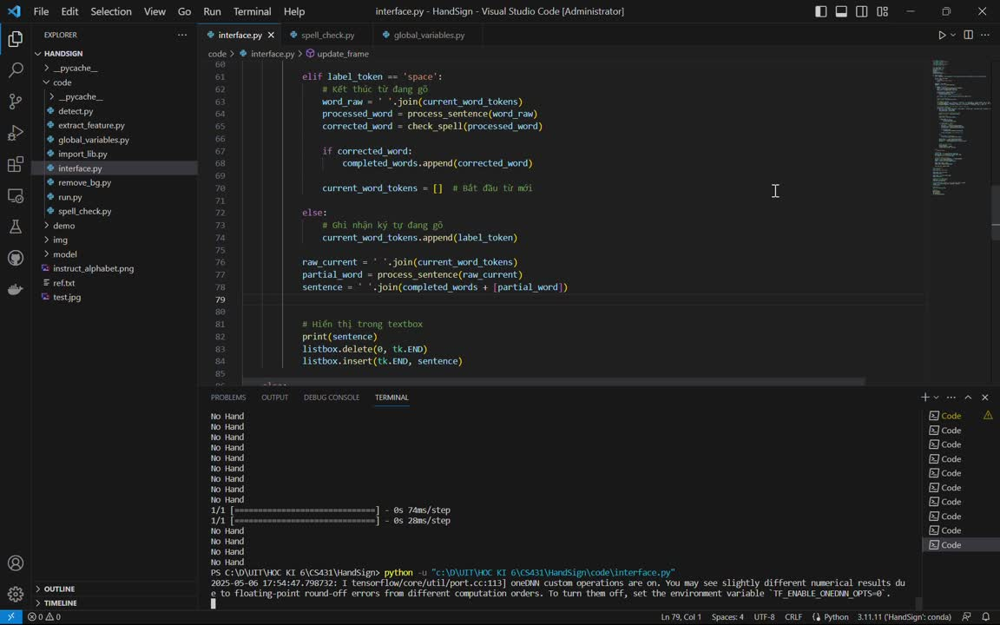 File Edit Selection View Go Run Terminal Help
interface.py - HandSign - Visual Studio Code [Administrator]
EXPLORER
interface.py
spell_check.py
global_variables.py
HANDSIGN
__pycache__
code
__pycache__
detect.py
extract_feature.py
global_variables.py
import_lib.py
interface.py
remove_bg.py
run.py
spell_check.py
demo
img
model
instruct_alphabet.png
ref.txt
test.jpg
OUTLINE
TIMELINE
code > interface.py > update_frame
60
61 elif label_token == 'space':
62 # Kết thúc từ đang gõ
63 word_raw = ' '.join(current_word_tokens)
64 processed_word = process_sentence(word_raw)
65 corrected_word = check_spell(processed_word)
66
67 if corrected_word:
68 completed_words.append(corrected_word)
69
70 current_word_tokens = [] # Bắt đầu từ mới
71
72 else:
73 # Ghi nhận ký tự đang gõ
74 current_word_tokens.append(label_token)
75
76 raw_current = ' '.join(current_word_tokens)
77 partial_word = process_sentence(raw_current)
78 sentence = ' '.join(completed_words + [partial_word])
79
80
81 # Hiển thị trong textbox
82 print(sentence)
83 listbox.delete(0, tk.END)
84 listbox.insert(tk.END, sentence)
85
86 else:
PROBLEMS OUTPUT DEBUG CONSOLE TERMINAL
No Hand
No Hand
No Hand
No Hand
No Hand
No Hand
No Hand
No Hand
No Hand
1/1 [==============================] - 0s 74ms/step
1/1 [==============================] - 0s 28ms/step
No Hand
No Hand
No Hand
No Hand
PS C:\D\UIT\HOC KI 6\CS431\HandSign> python -u "c:\D\UIT\HOC KI 6\CS431\HandSign\code\interface.py"
2025-05-06 17:54:47.798732: I tensorflow/core/util/port.cc:113] oneDNN custom operations are on. You may see slightly different numerical results du
e to floating-point round-off errors from different computation orders. To turn them off, set the environment variable `TF_ENABLE_ONEDNN_OPTS=0`.
Code
Code
Code
Code
Code
Code
Code
Code
Code
Code
0 0
Ln 79, Col 1 Spaces: 4 UTF-8 CRLF Python 3.11.11 ('HandSign': conda)